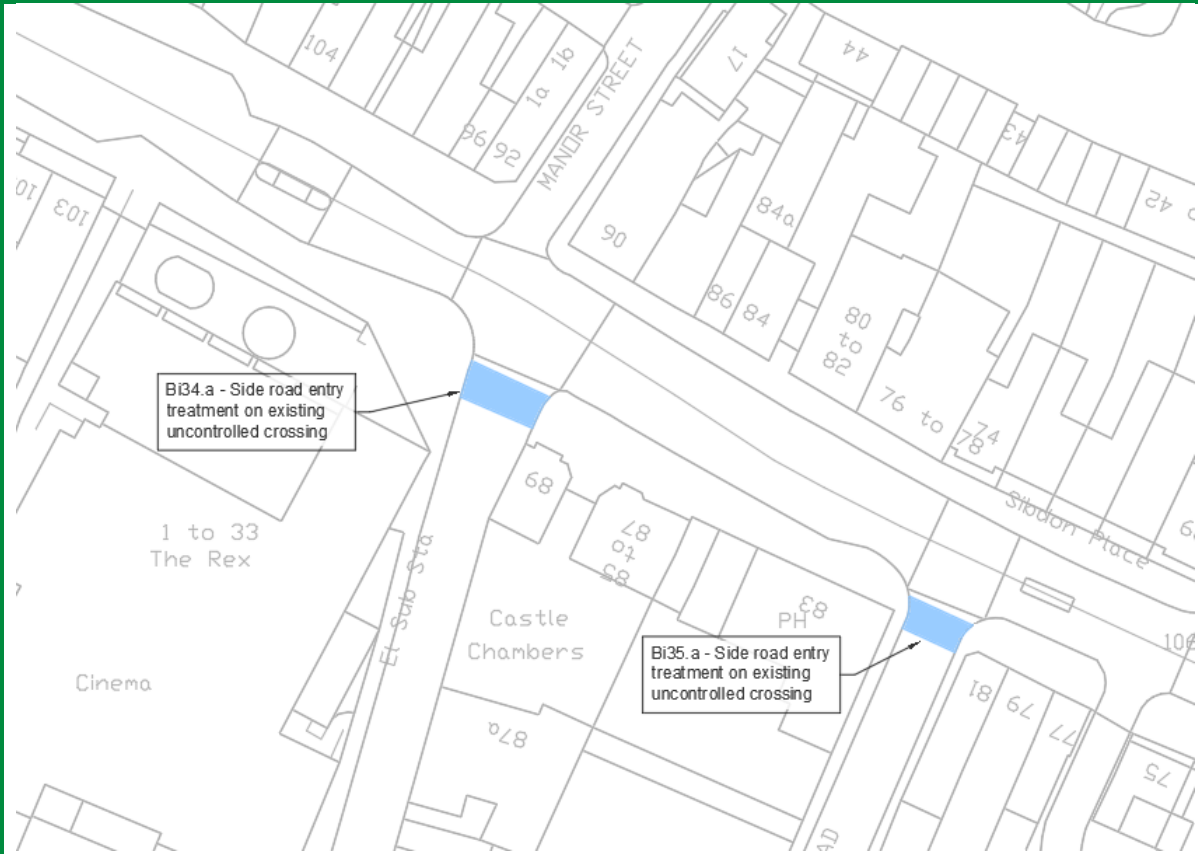 104
1a 1b
96 92
MANOR STREET
17
44
43
42
103
90
84a
86 84
80
to
82
76 to 78
74
Sibdon Place
Bi34.a - Side road entry
treatment on existing
uncontrolled crossing
1 to 33
The Rex
El Sub Sta
89
85
to
87
Castle
Chambers
83
PH
Bi35.a - Side road entry
treatment on existing
uncontrolled crossing
Cinema
87a
81 79 77
75